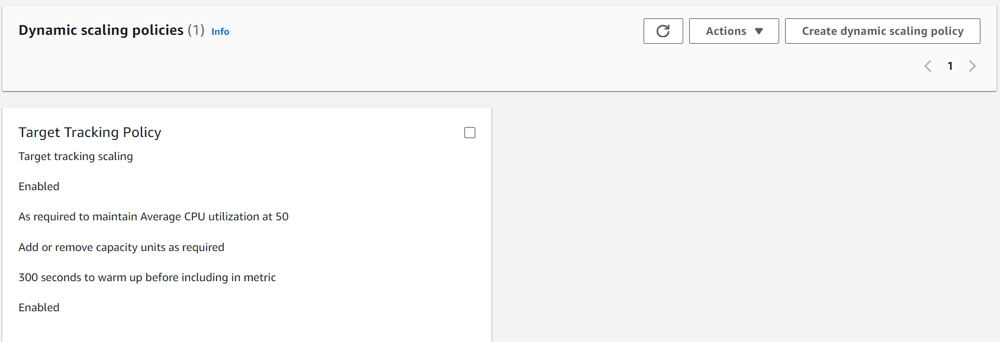 Dynamic scaling policies (1) Info
Actions
Create dynamic scaling policy
1
Target Tracking Policy
Target tracking scaling
Enabled
As required to maintain Average CPU utilization at 50
Add or remove capacity units as required
300 seconds to warm up before including in metric
Enabled